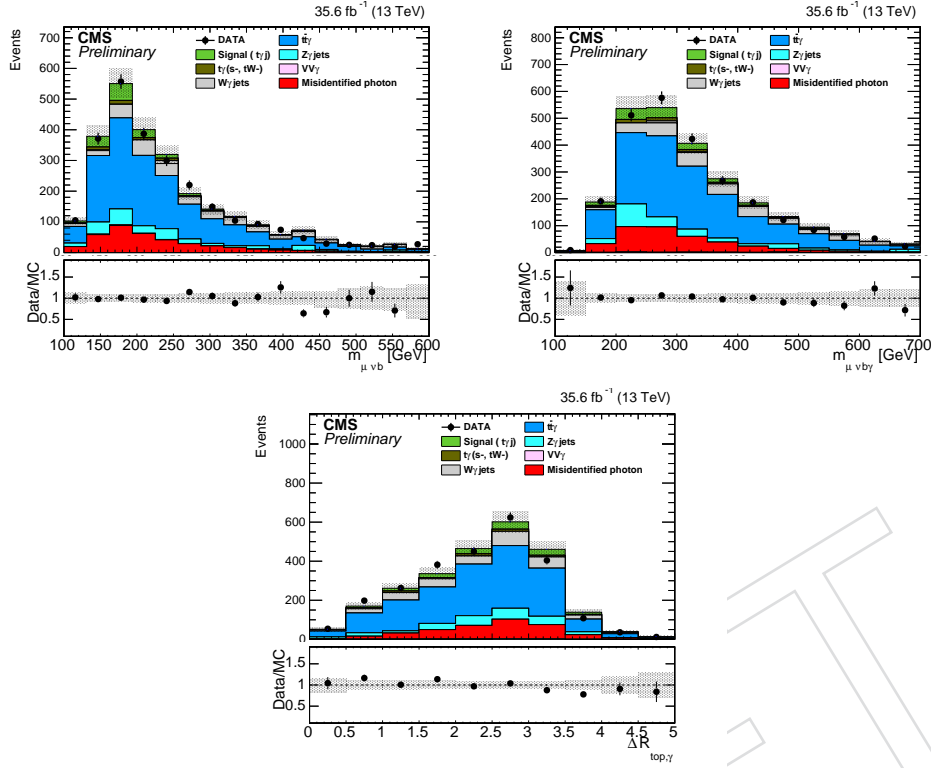 35.6 fb⁻¹ (13 TeV)
Events
700
600
500
400
300
200
100
0
CMS
Preliminary
DATA
Signal ( tγj)
tγ(s-, tW-)
Wγjets
tt̄γ
Zγjets
VVγ
Misidentified photon
Data/MC
1.5
1
0.5
100 150 200 250 300 350 400 450 500 550 600
m μ νb [GeV]
35.6 fb⁻¹ (13 TeV)
Events
800
700
600
500
400
300
200
100
0
CMS
Preliminary
DATA
Signal ( tγj)
tγ(s-, tW-)
Wγjets
tt̄γ
Zγjets
VVγ
Misidentified photon
Data/MC
1.5
1
0.5
100 200 300 400 500 600 700
m μ νbγ [GeV]
35.6 fb⁻¹ (13 TeV)
Events
1000
800
600
400
200
0
CMS
Preliminary
DATA
Signal ( tγj)
tγ(s-, tW-)
Wγjets
tt̄γ
Zγjets
VVγ
Misidentified photon
Data/MC
1.5
1
0.5
0 0.5 1 1.5 2 2.5 3 3.5 4 4.5 5
ΔR top,γ